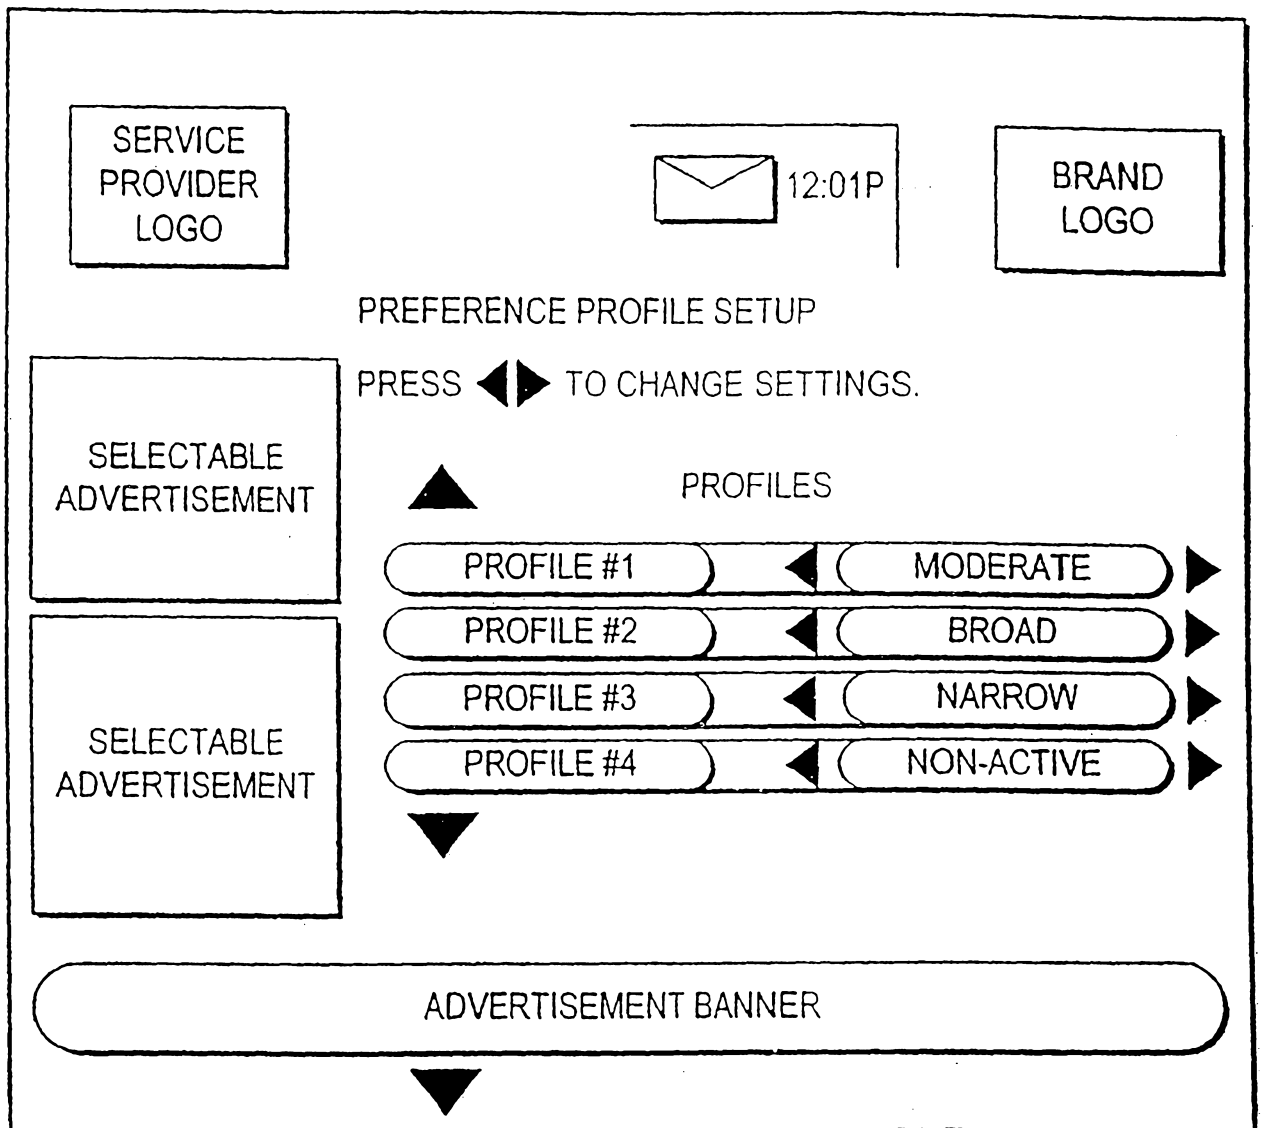 SERVICE
PROVIDER
LOGO
12:01P
BRAND
LOGO
PREFERENCE PROFILE SETUP
PRESS ◀▶ TO CHANGE SETTINGS.
SELECTABLE
ADVERTISEMENT
PROFILES
PROFILE #1 MODERATE
PROFILE #2 BROAD
PROFILE #3 NARROW
PROFILE #4 NON-ACTIVE
SELECTABLE
ADVERTISEMENT
ADVERTISEMENT BANNER